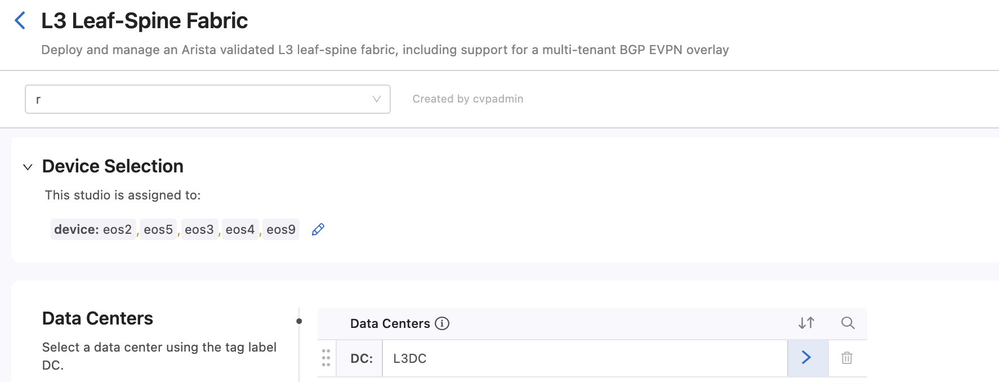 L3 Leaf-Spine Fabric
Deploy and manage an Arista validated L3 leaf-spine fabric, including support for a multi-tenant BGP EVPN overlay
r
Created by cvpadmin
Device Selection
This studio is assigned to:
device: eos2, eos5, eos3, eos4, eos9
Data Centers
Select a data center using the tag label
DC.
Data Centers
DC: L3DC